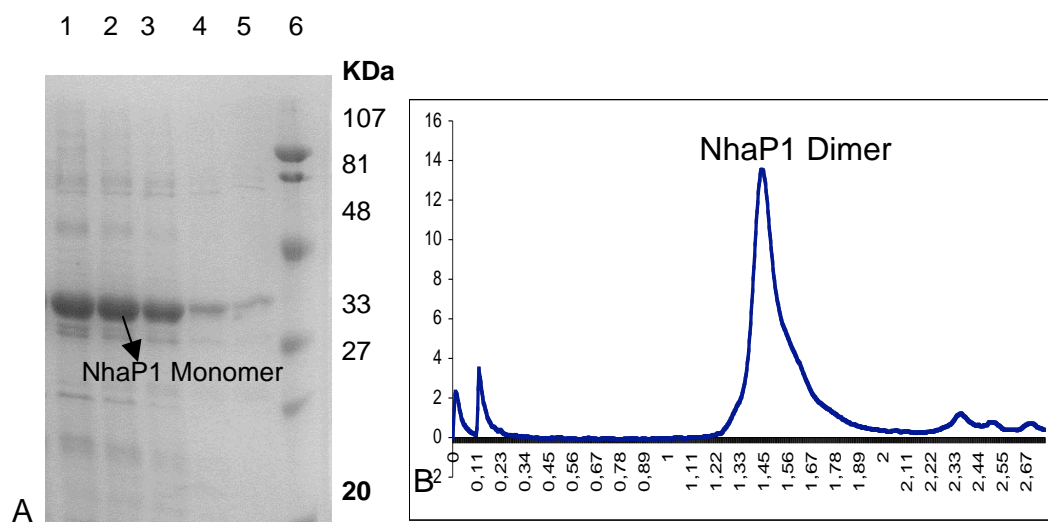 1 2 3 4 5 6
KDa
107
81
48
33
27
20
NhaP1 Monomer
A
NhaP1 Dimer
16
14
12
10
8
6
4
2
0
2
B
0 0,11 0,23 0,34 0,45 0,56 0,67 0,78 0,89 1 1,11 1,22 1,33 1,45 1,56 1,67 1,78 1,89 2 2,11 2,22 2,33 2,44 2,55 2,67